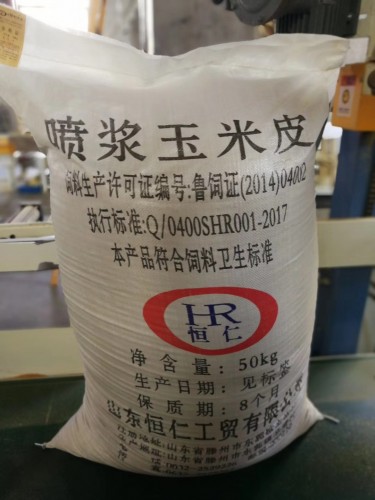 喷浆玉米皮
饲料生产许可证编号:鲁饲证(2014)04002
执行标准:Q/0400SHR001-2017
本产品符合饲料卫生标准
HR
恒仁
净含量: 50kg
生产日期: 见标签
保质期: 8个月
山东恒仁工贸有限公司